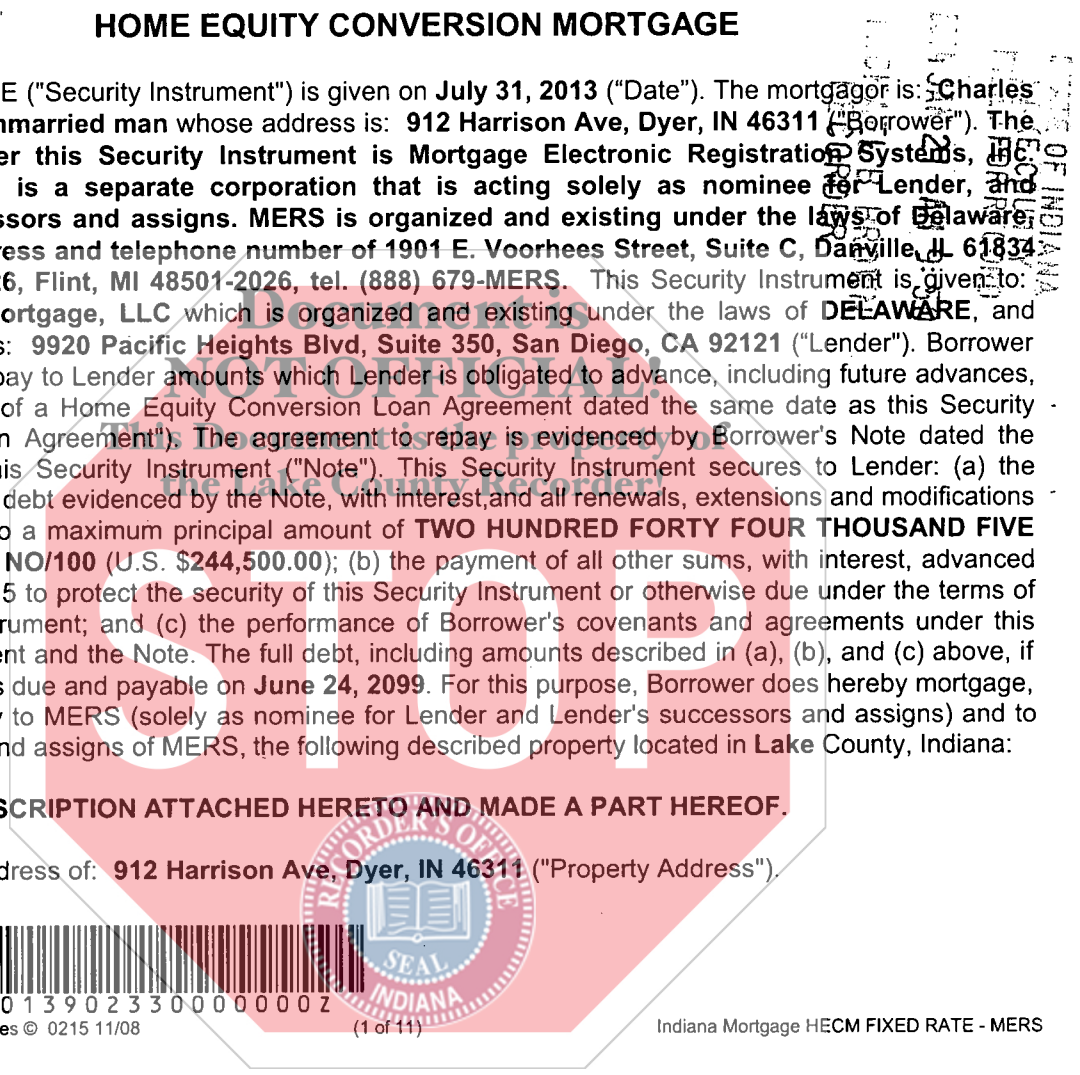 HOME EQUITY CONVERSION MORTGAGE
E ("Security Instrument") is given on July 31, 2013 ("Date"). The mortgagor is: Charles
nmarried man whose address is: 912 Harrison Ave, Dyer, IN 46311 ("Borrower"). The
er this Security Instrument is Mortgage Electronic Registration Systems, Inc.
is a separate corporation that is acting solely as nominee for Lender, and
ssors and assigns. MERS is organized and existing under the laws of Delaware,
ress and telephone number of 1901 E. Voorhees Street, Suite C, Danville, IL 61834
26, Flint, MI 48501-2026, tel. (888) 679-MERS. This Security Instrument is given to:
ortgage, LLC which is organized and existing under the laws of DELAWARE, and
s: 9920 Pacific Heights Blvd, Suite 350, San Diego, CA 92121 ("Lender"). Borrower
pay to Lender amounts which Lender is obligated to advance, including future advances,
of a Home Equity Conversion Loan Agreement dated the same date as this Security
n Agreement"). The agreement to repay is evidenced by Borrower's Note dated the
is Security Instrument ("Note"). This Security Instrument secures to Lender: (a) the
debt evidenced by the Note, with interest,and all renewals, extensions and modifications
o a maximum principal amount of TWO HUNDRED FORTY FOUR THOUSAND FIVE
NO/100 (U.S. $244,500.00); (b) the payment of all other sums, with interest, advanced
5 to protect the security of this Security Instrument or otherwise due under the terms of
rument; and (c) the performance of Borrower's covenants and agreements under this
ent and the Note. The full debt, including amounts described in (a), (b), and (c) above, if
s due and payable on June 24, 2099. For this purpose, Borrower does hereby mortgage,
y to MERS (solely as nominee for Lender and Lender's successors and assigns) and to
nd assigns of MERS, the following described property located in Lake County, Indiana:
SCRIPTION ATTACHED HERETO AND MADE A PART HEREOF.
dress of: 912 Harrison Ave, Dyer, IN 46311 ("Property Address").
0139023300000000Z
es © 0215 11/08 (1 of 11) Indiana Mortgage HECM FIXED RATE - MERS
Document is
NOT OFFICIAL!
This Document is the property of
the Lake County Recorder!
STOP
RECORDER'S OFFICE
SEAL
INDIANA
OF INDIANA